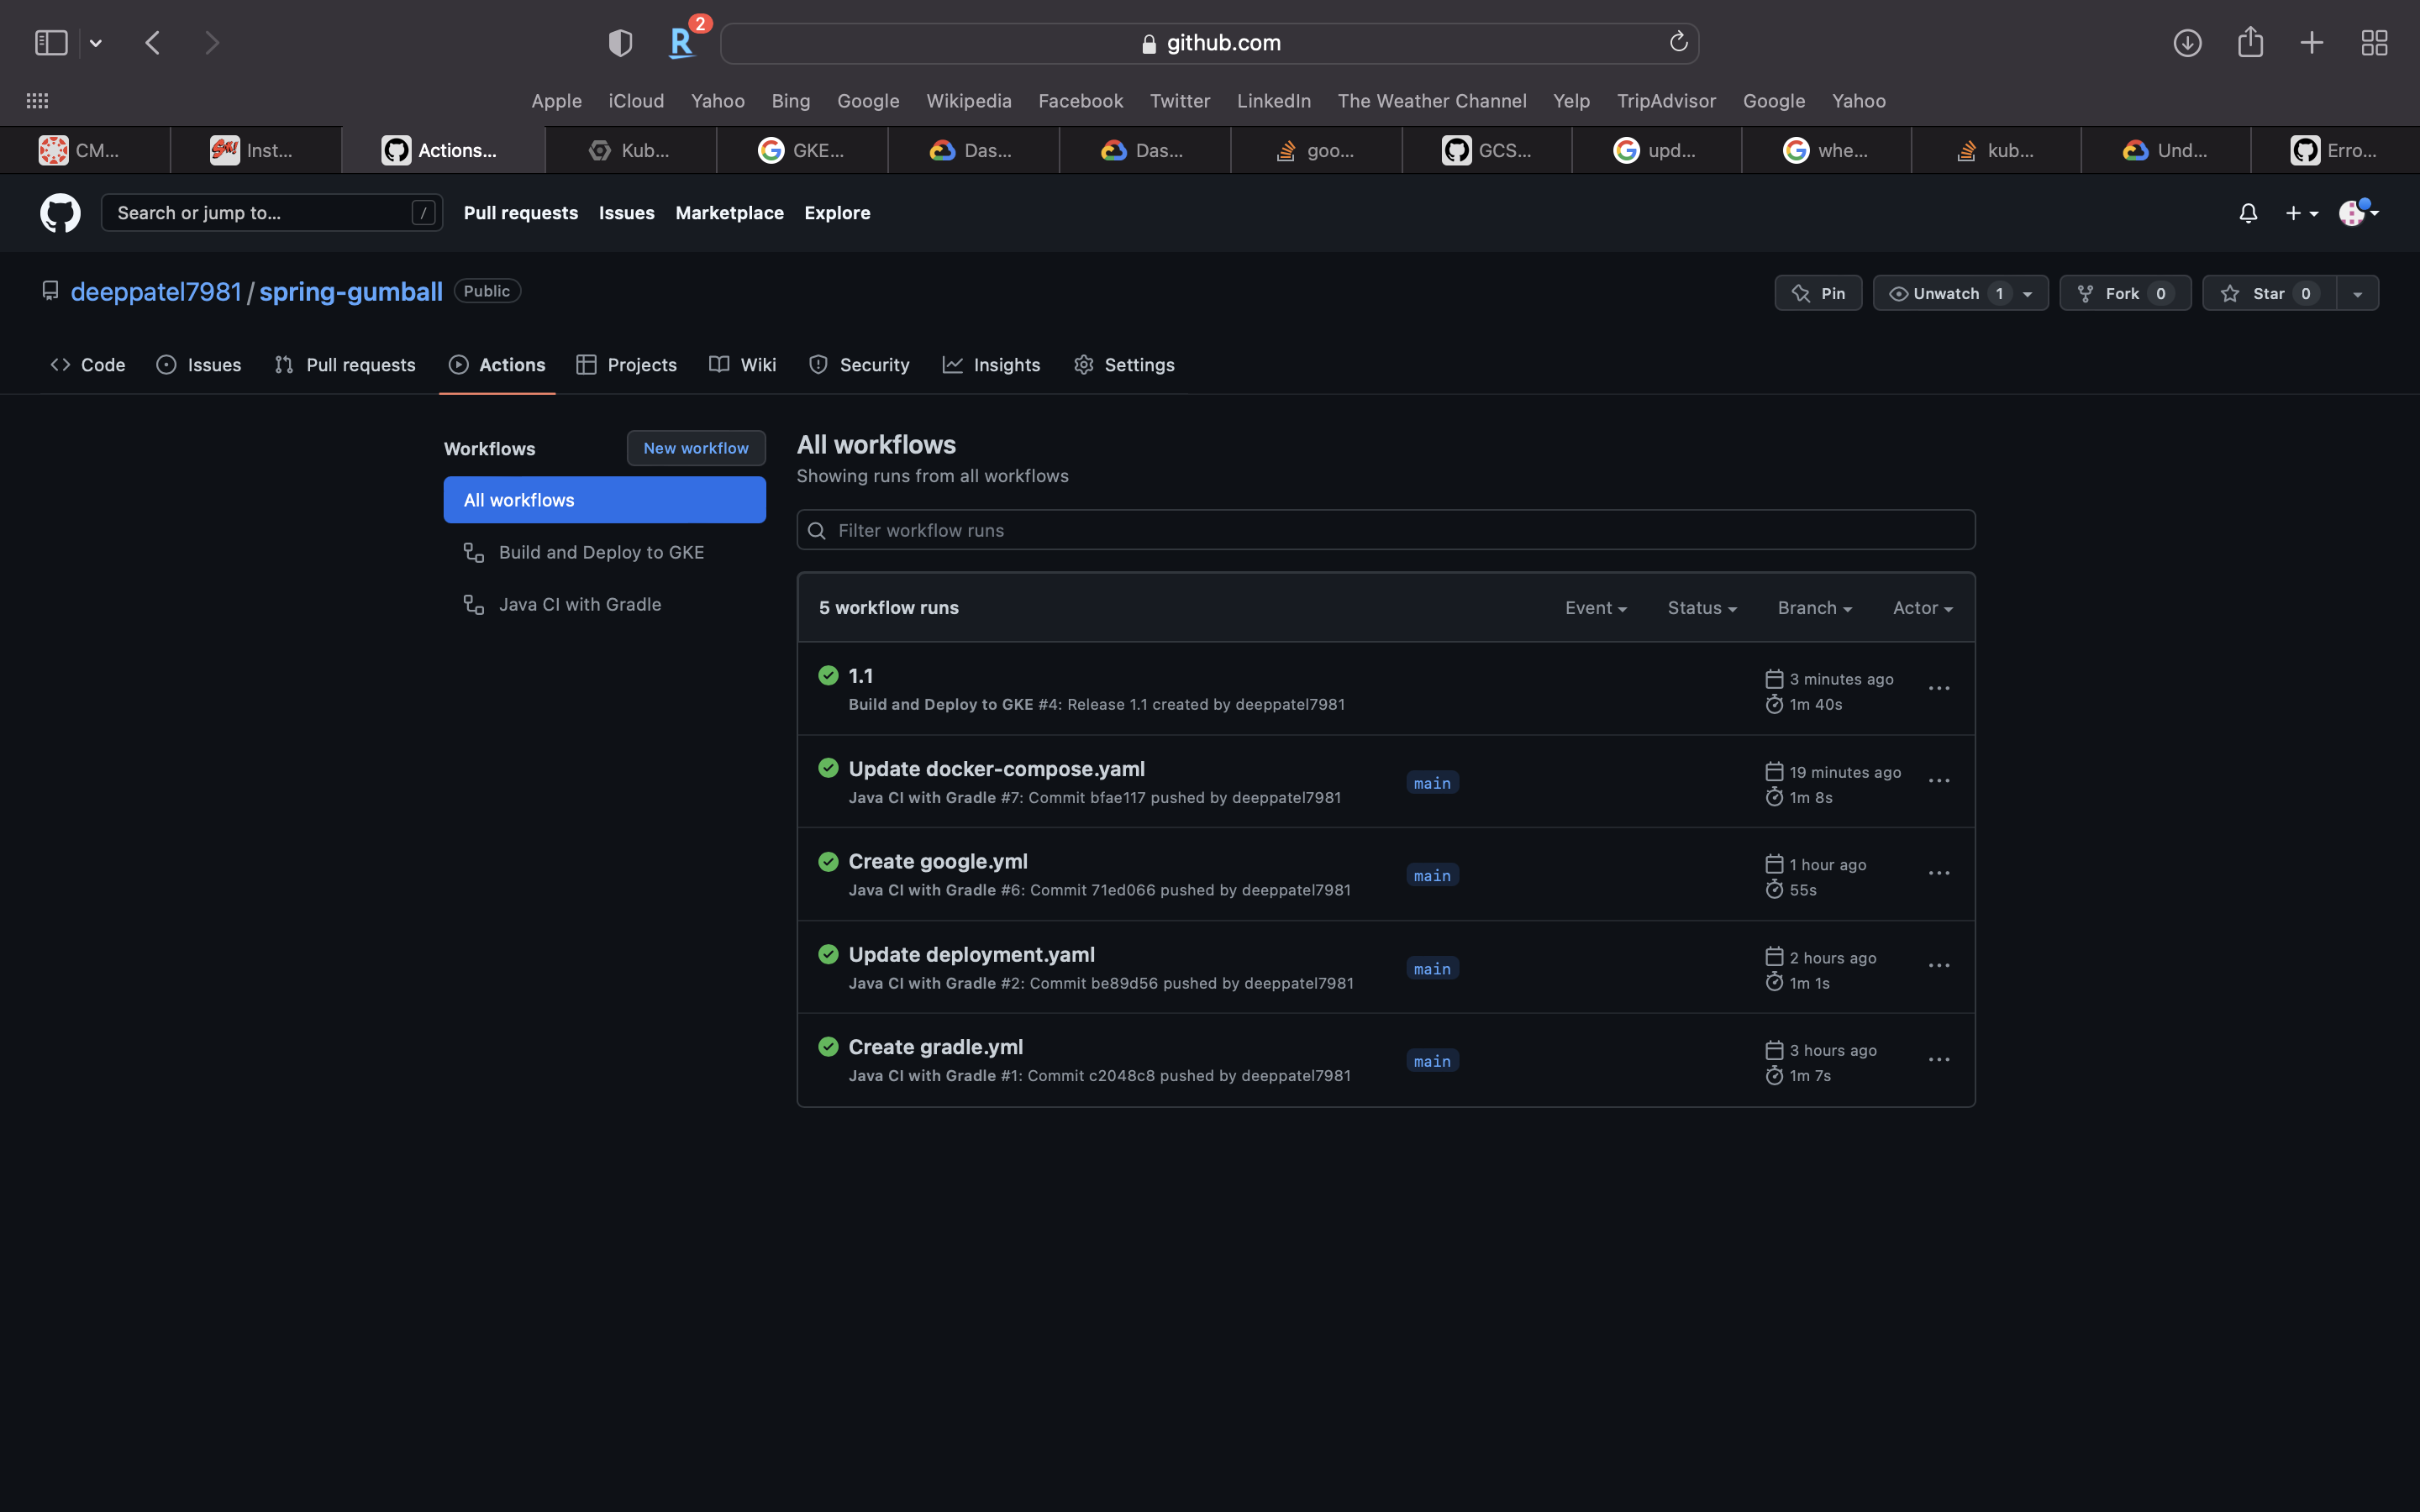 2
github.com
Apple iCloud Yahoo Bing Google Wikipedia Facebook Twitter LinkedIn The Weather Channel Yelp TripAdvisor Google Yahoo
CM... Inst... Actions... Kub... GKE... Das... Das... goo... GCS... upd... whe... kub... Und... Erro...
Search or jump to... / Pull requests Issues Marketplace Explore
deeppatel7981 / spring-gumball Public
Pin Unwatch 1 Fork 0 Star 0
Code Issues Pull requests Actions Projects Wiki Security Insights Settings
Workflows New workflow
All workflows
Build and Deploy to GKE
Java CI with Gradle
All workflows
Showing runs from all workflows
Filter workflow runs
5 workflow runs Event Status Branch Actor
1.1
Build and Deploy to GKE #4: Release 1.1 created by deeppatel7981
3 minutes ago
1m 40s
Update docker-compose.yaml
Java CI with Gradle #7: Commit bfae117 pushed by deeppatel7981
main
19 minutes ago
1m 8s
Create google.yml
Java CI with Gradle #6: Commit 71ed066 pushed by deeppatel7981
main
1 hour ago
55s
Update deployment.yaml
Java CI with Gradle #2: Commit be89d56 pushed by deeppatel7981
main
2 hours ago
1m 1s
Create gradle.yml
Java CI with Gradle #1: Commit c2048c8 pushed by deeppatel7981
main
3 hours ago
1m 7s